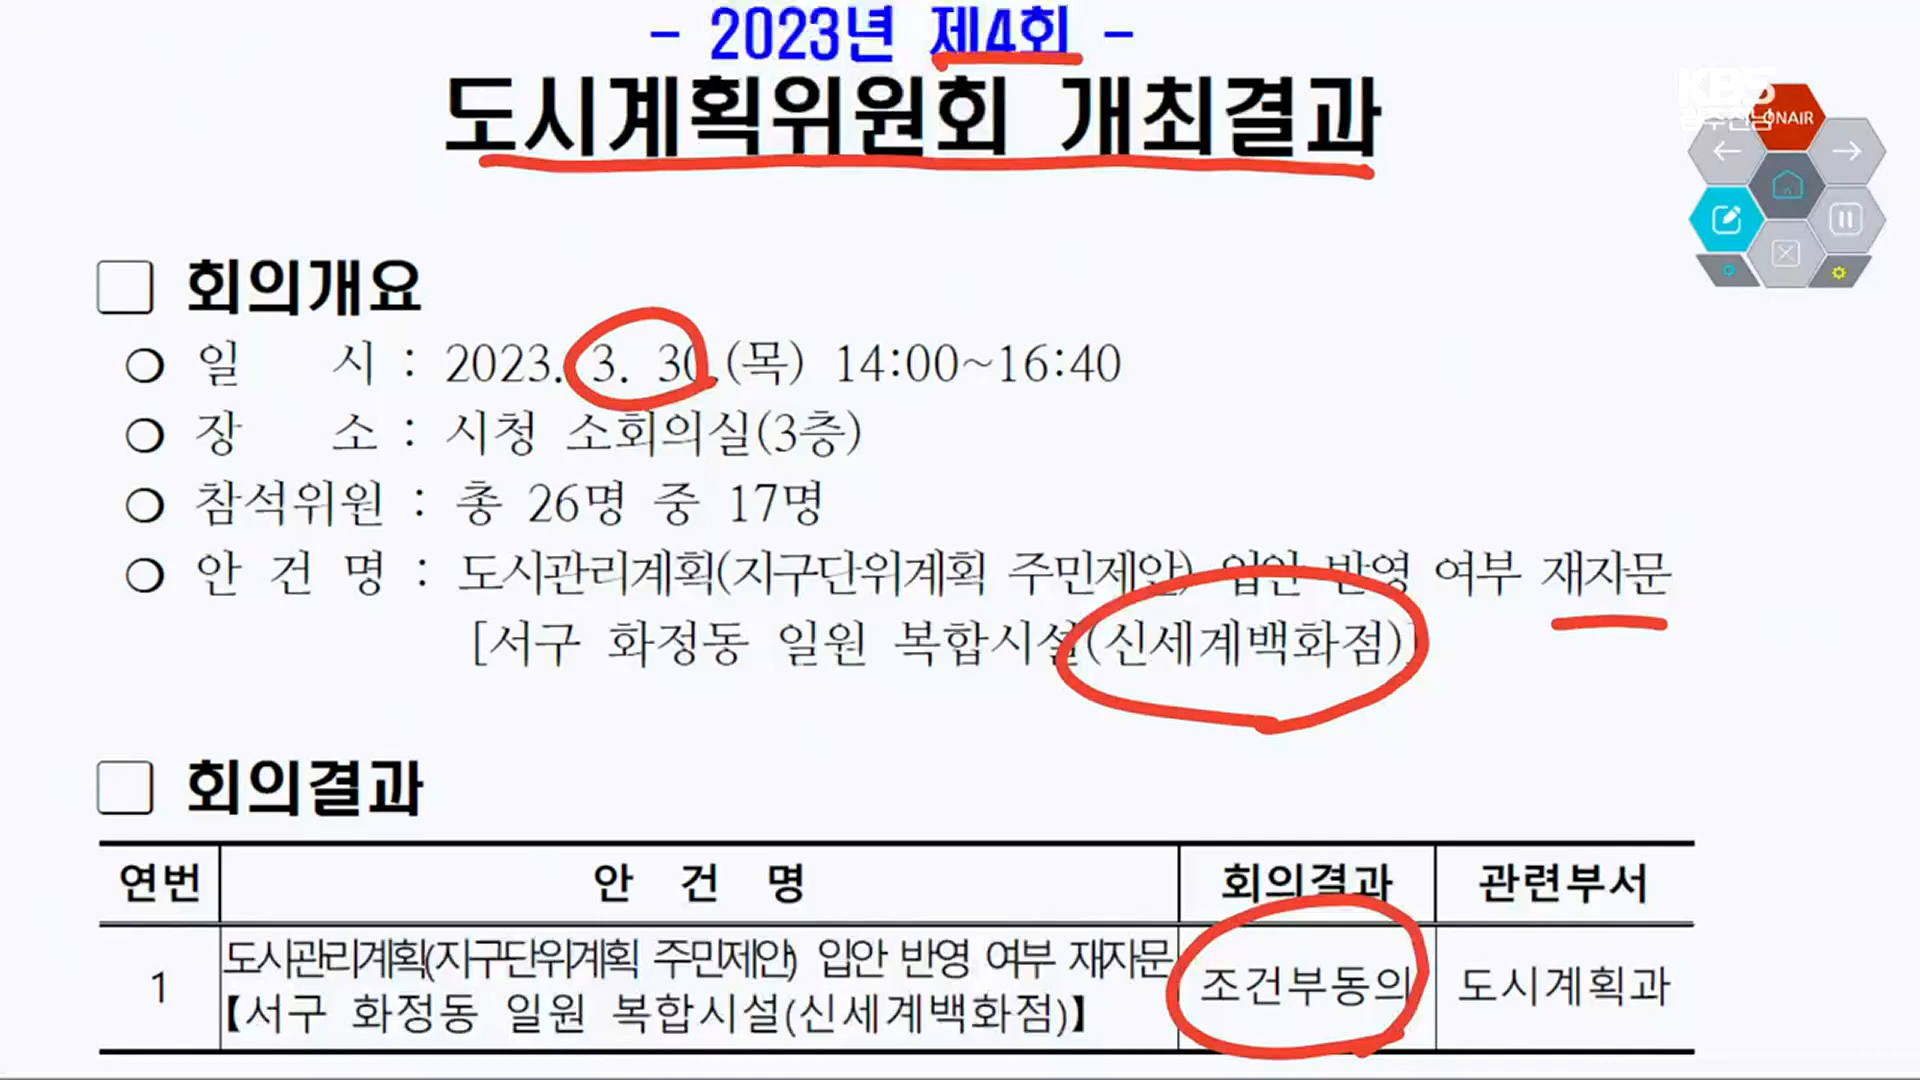 - 2023년 제4회 -
도시계획위원회 개최결과
KBS
광주전남
ONAIR
□ 회의개요
○ 일 시 : 2023. 3. 30.(목) 14:00~16:40
○ 장 소 : 시청 소회의실(3층)
○ 참석위원 : 총 26명 중 17명
○ 안 건 명 : 도시관리계획(지구단위계획 주민제안) 입안 반영 여부 재자문
[서구 화정동 일원 복합시설(신세계백화점)]
□ 회의결과
연번 안 건 명 회의결과 관련부서
1 도시관리계획(지구단위계획 주민제안) 입안 반영 여부 재자문
【서구 화정동 일원 복합시설(신세계백화점)】 조건부동의 도시계획과